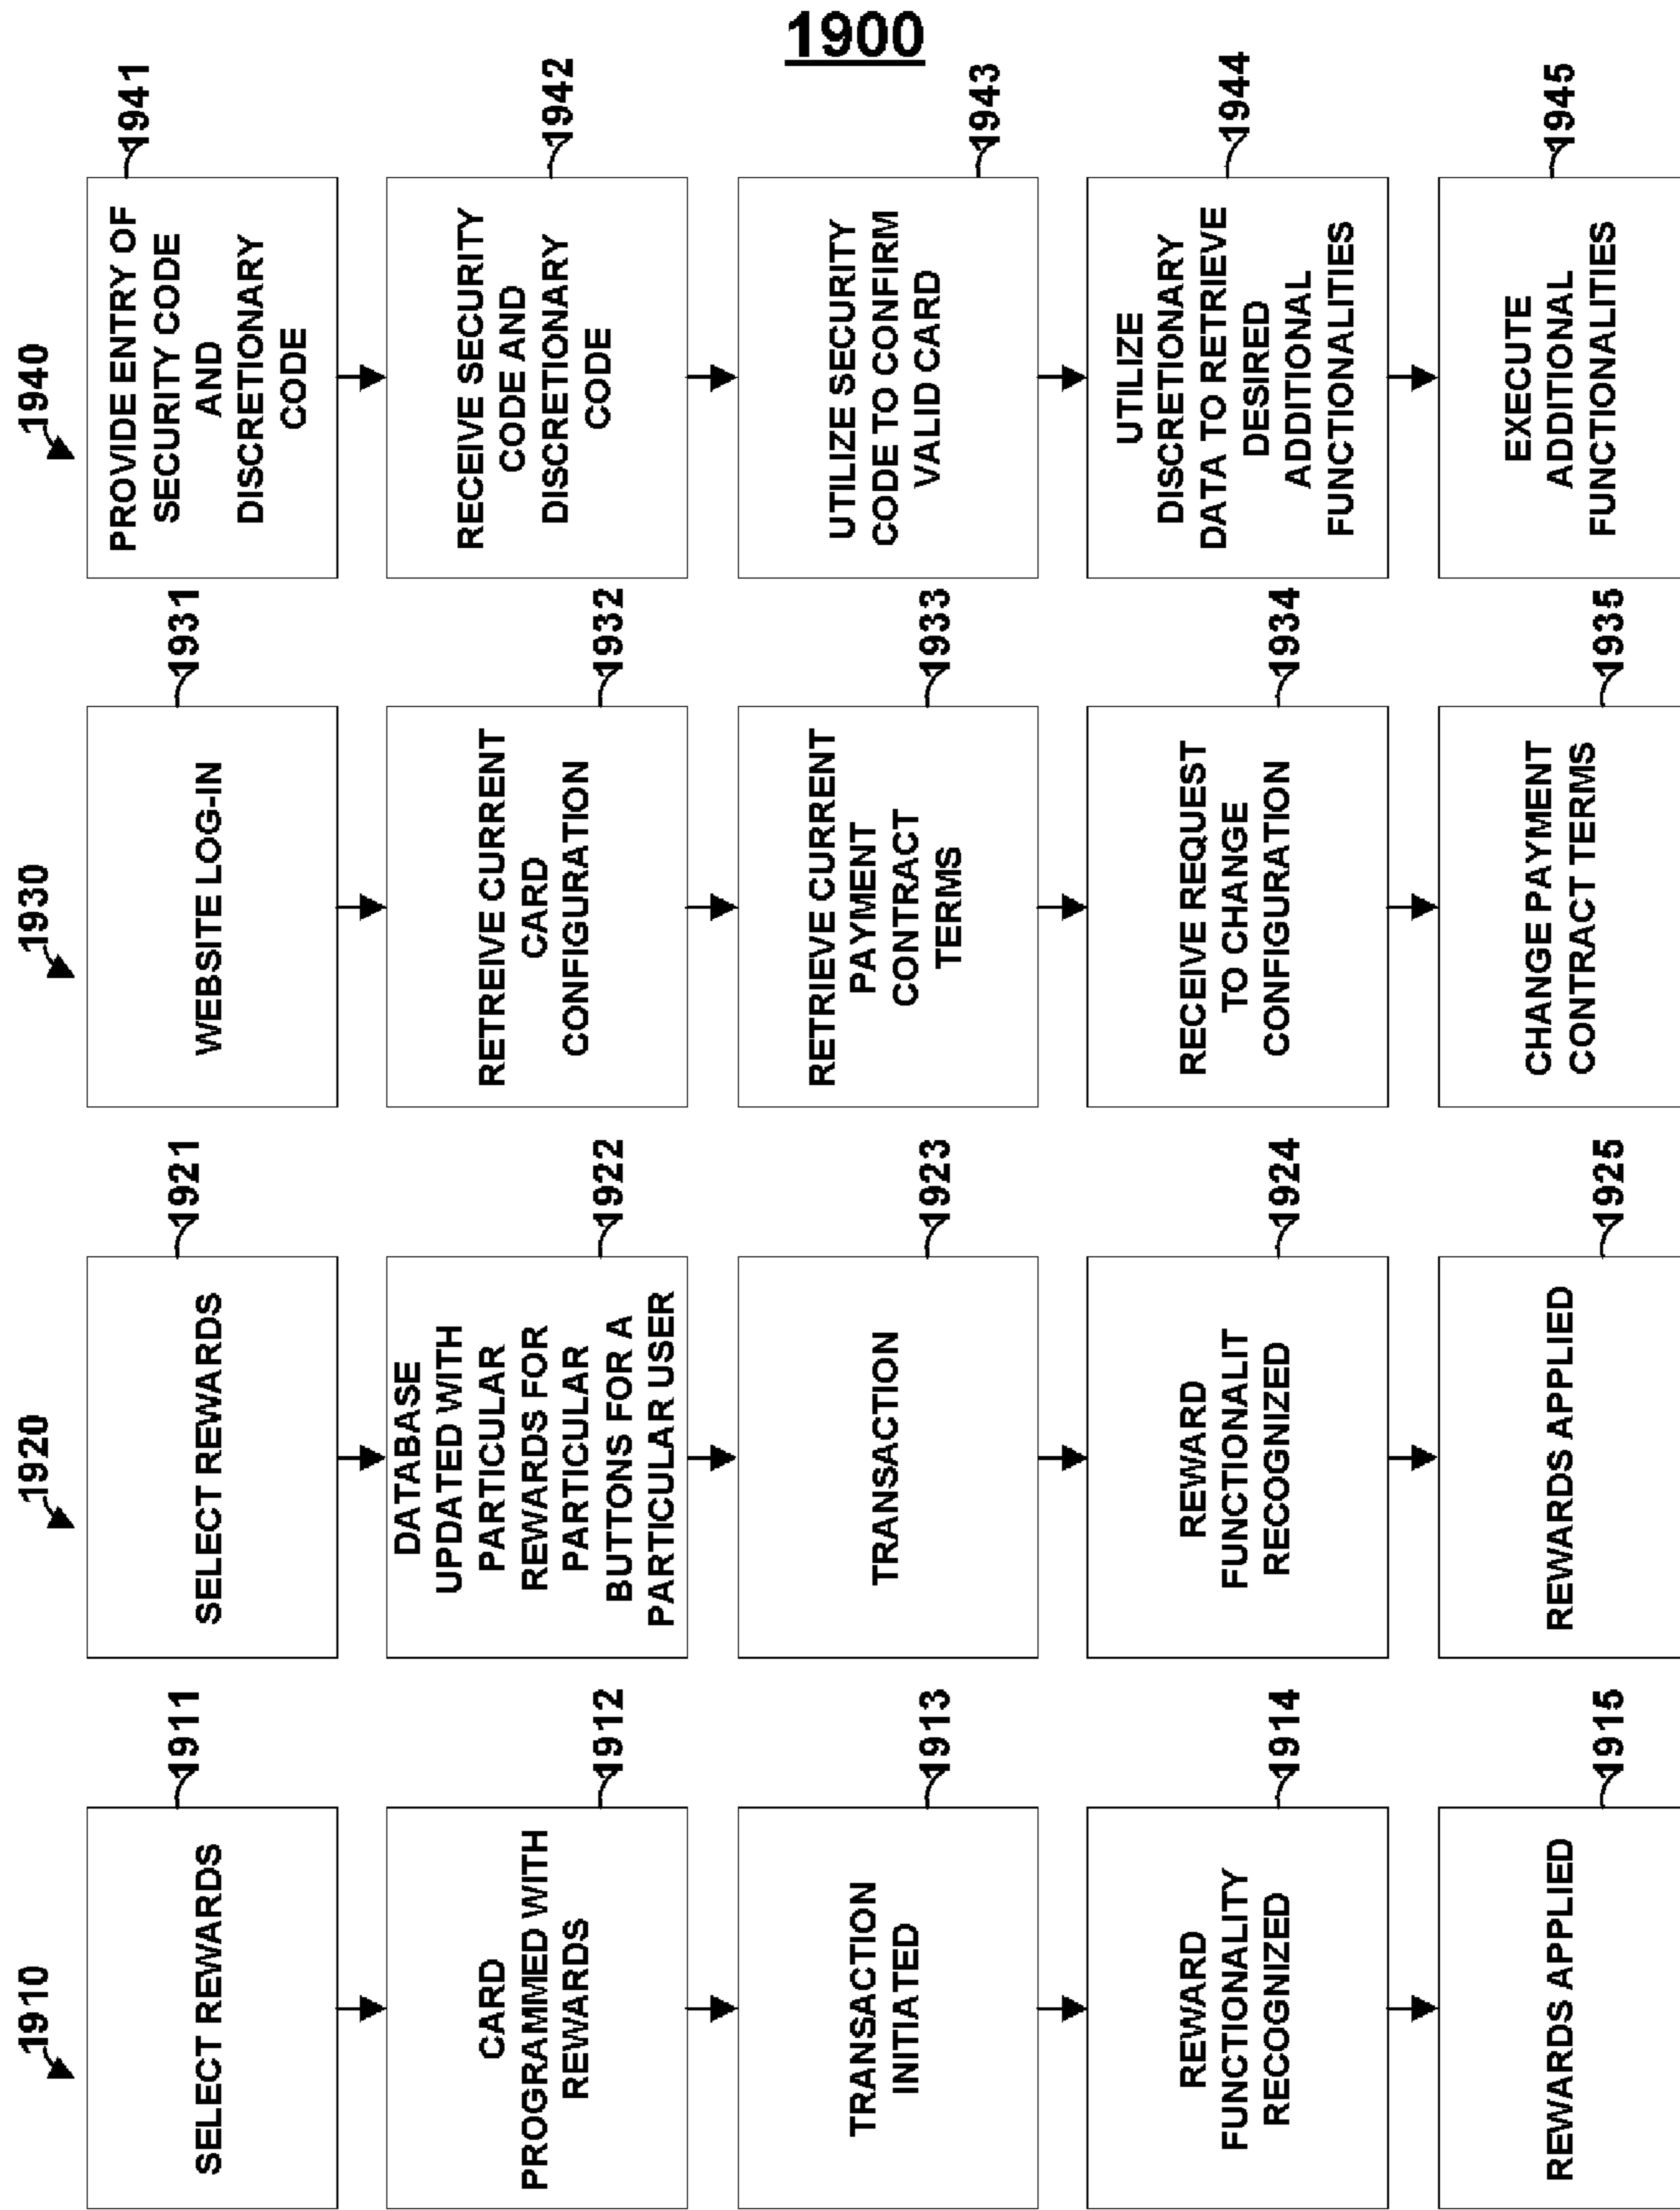 1900
1910
SELECT REWARDS
1911
CARD
PROGRAMMED WITH
REWARDS
1912
TRANSACTION
INITIATED
1913
REWARD
FUNCTIONALITY
RECOGNIZED
1914
REWARDS APPLIED
1915
1920
SELECT REWARDS
1921
DATABASE
UPDATED WITH
PARTICULAR
REWARDS FOR
PARTICULAR
BUTTONS FOR A
PARTICULAR USER
1922
TRANSACTION
1923
REWARD
FUNCTIONALIT
RECOGNIZED
1924
REWARDS APPLIED
1925
1930
WEBSITE LOG-IN
1931
RETREIVE CURRENT
CARD
CONFIGURATION
1932
RETRIEVE CURRENT
PAYMENT
CONTRACT
TERMS
1933
RECEIVE REQUEST
TO CHANGE
CONFIGURATION
1934
CHANGE PAYMENT
CONTRACT TERMS
1935
1940
PROVIDE ENTRY OF
SECURITY CODE
AND
DISCRETIONARY
CODE
1941
RECEIVE SECURITY
CODE AND
DISCRETIONARY
CODE
1942
UTILIZE SECURITY
CODE TO CONFIRM
VALID CARD
1943
UTILIZE
DISCRETIONARY
DATA TO RETRIEVE
DESIRED
ADDITIONAL
FUNCTIONALITIES
1944
EXECUTE
ADDITIONAL
FUNCTIONALITIES
1945